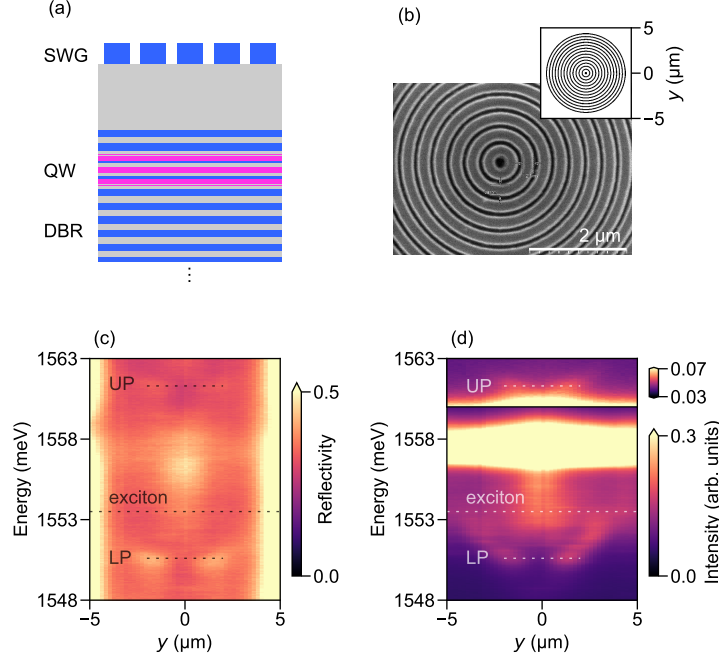 (a)
SWG
QW
DBR
⋮
(b)
5
0
−5
y (µm)
2 µm
(c)
1563
1558
1553
1548
Energy (meV)
UP
exciton
LP
−5
0
5
y (µm)
0.5
0.0
Reflectivity
(d)
1563
1558
1553
1548
Energy (meV)
UP
exciton
LP
−5
0
5
y (µm)
0.07
0.03
0.3
0.0
Intensity (arb. units)